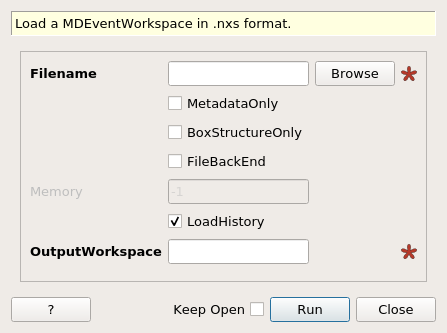 Load a MDEventWorkspace in .nxs format.
Filename Browse *
MetadataOnly
BoxStructureOnly
FileBackEnd
Memory -1
LoadHistory
OutputWorkspace *
? Keep Open Run Close